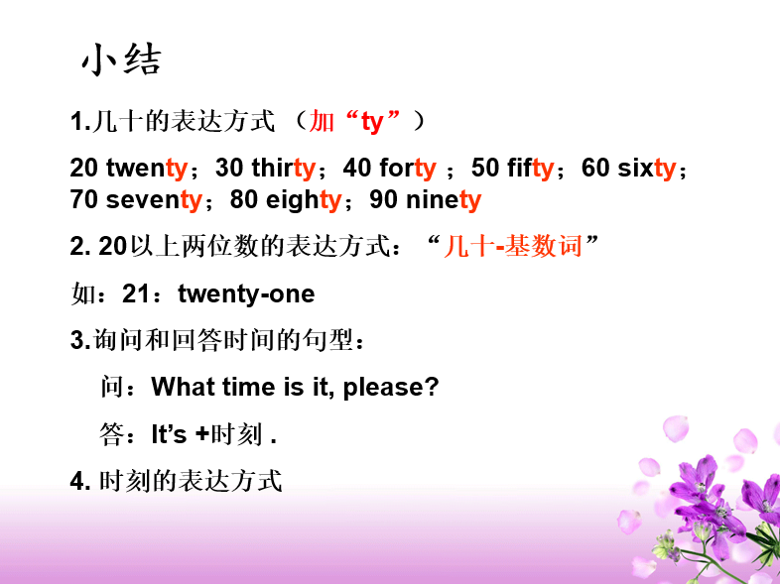 小结
1.几十的表达方式 （加“ty”）
20 twenty；30 thirty；40 forty ；50 fifty；60 sixty；
70 seventy；80 eighty；90 ninety
2. 20以上两位数的表达方式：“几十-基数词”
如：21：twenty-one
3.询问和回答时间的句型：
问：What time is it, please?
答：It’s +时刻 .
4. 时刻的表达方式